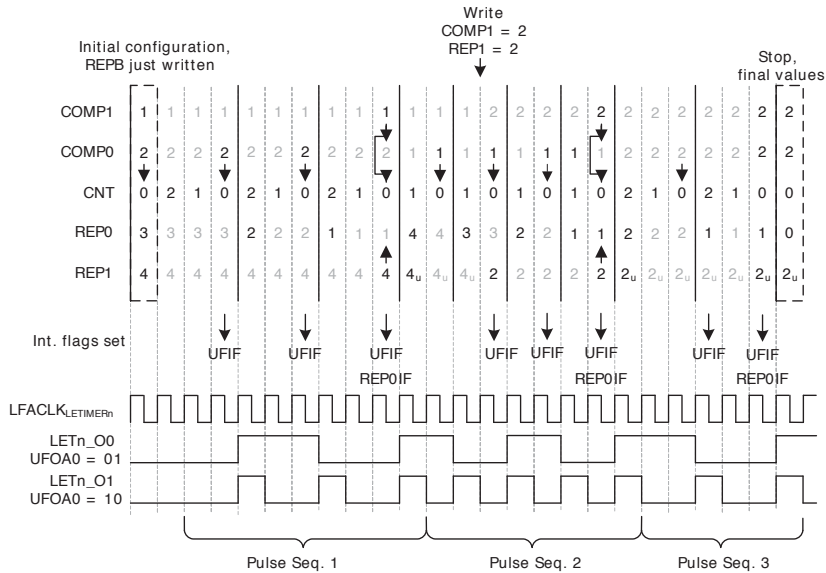 Write
COMP1 = 2
REP1 = 2
Initial configuration,
REPB just written
Stop,
final values
COMP1 1 1 1 1 1 1 1 1 1 1 1 1 1 2 2 2 2 2 2 2 2 2 2 2 2
COMP0 2 2 2 2 2 2 2 2 2 2 1 1 1 1 1 1 1 1 2 2 2 2 2 2 2
CNT 0 2 1 0 2 1 0 2 1 0 1 0 1 0 1 0 1 0 2 1 0 2 1 0 0
REP0 3 3 3 3 2 2 2 1 1 1 4 4 3 3 2 2 1 1 2 2 2 1 1 1 0
REP1 4 4 4 4 4 4 4 4 4 4 4u 4u 4u 2 2 2 2 2 2u 2u 2u 2u 2u 2u 2u
Int. flags set
UFIF UFIF UFIF UFIF UFIF UFIF UFIF UFIF
REP0IF REP0IF REP0IF
LFACLKLETIMERn
LETn_O0
UFOA0 = 01
LETn_O1
UFOA0 = 10
Pulse Seq. 1 Pulse Seq. 2 Pulse Seq. 3